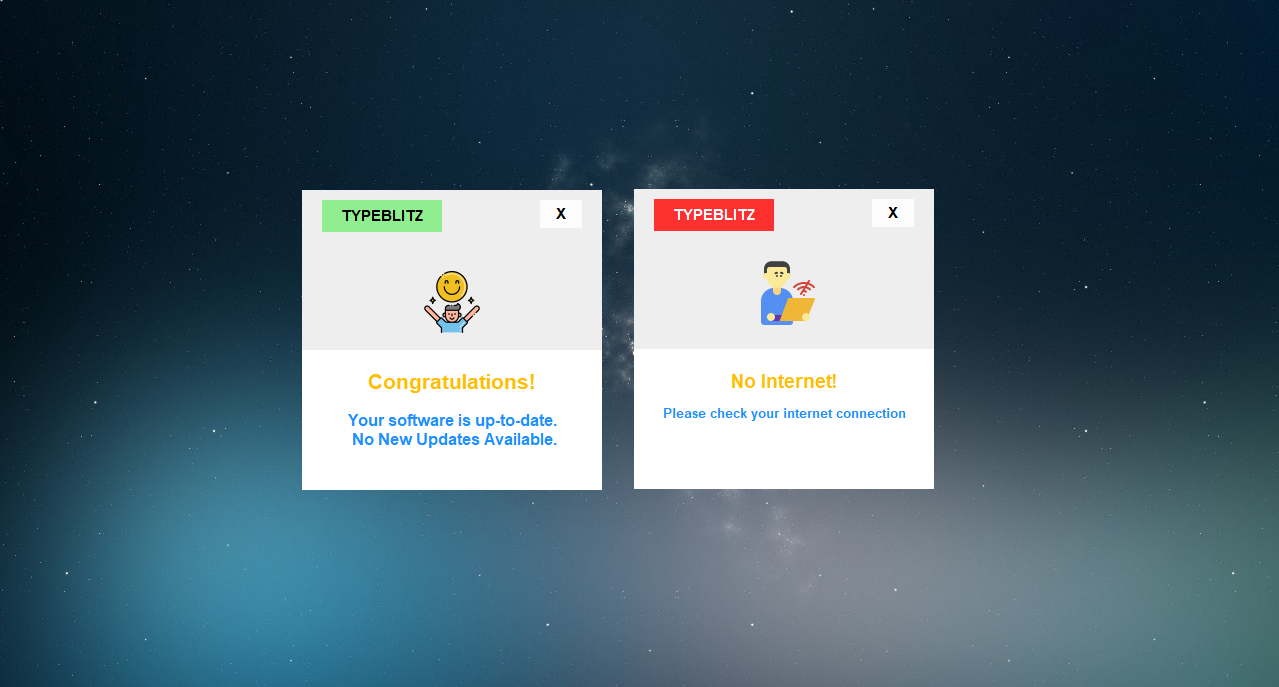 TYPEBLITZ
X
Congratulations!
Your software is up-to-date.
No New Updates Available.
TYPEBLITZ
X
No Internet!
Please check your internet connection